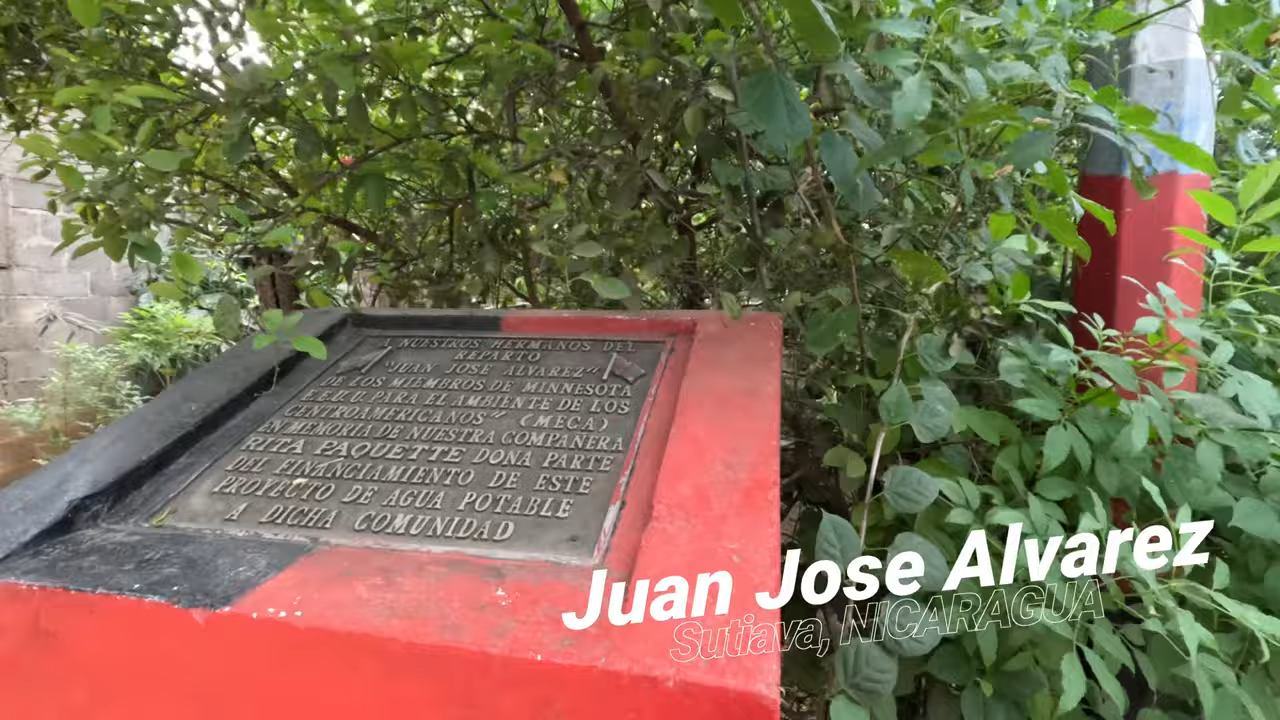 A NUESTROS HERMANOS DEL
REPARTO
"JUAN JOSE ALVAREZ"
DE LOS MIEMBROS DE MINNESOTA
E.E.U.U. PARA EL AMBIENTE DE LOS
CENTROAMERICANOS" (MECA)
EN MEMORIA DE NUESTRA COMPAÑERA
RITA PAQUETTE DONA PARTE
DEL FINANCIAMIENTO DE ESTE
PROYECTO DE AGUA POTABLE
A DICHA COMUNIDAD
Juan Jose Alvarez
Sutiava, NICARAGUA